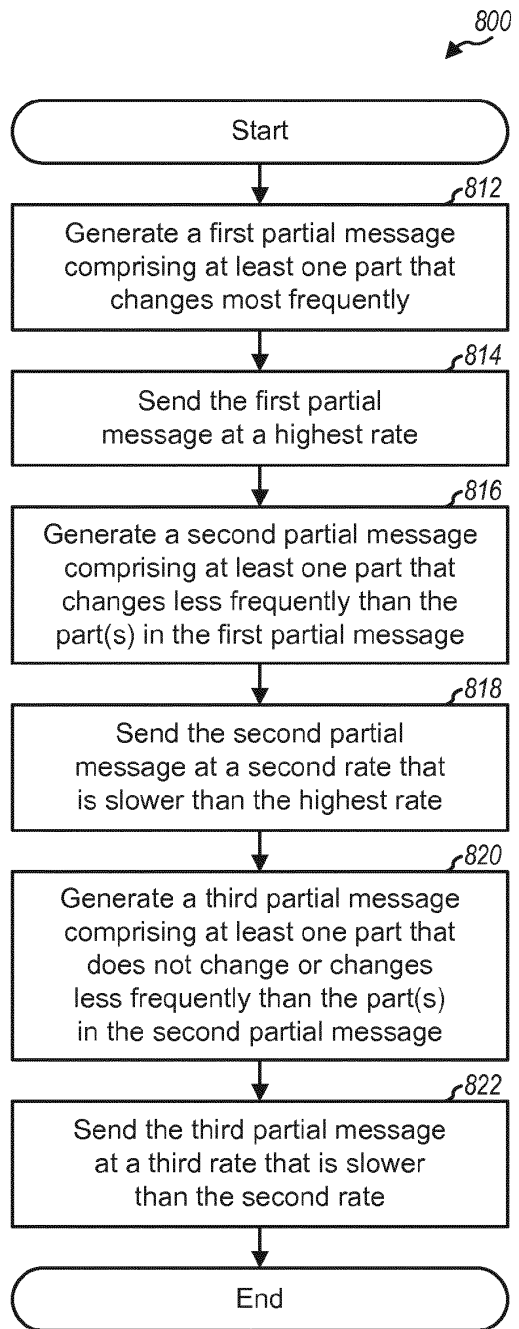 800
Start
812
Generate a first partial message
comprising at least one part that
changes most frequently
814
Send the first partial
message at a highest rate
816
Generate a second partial message
comprising at least one part that
changes less frequently than the
part(s) in the first partial message
818
Send the second partial
message at a second rate that
is slower than the highest rate
820
Generate a third partial message
comprising at least one part that
does not change or changes
less frequently than the part(s)
in the second partial message
822
Send the third partial message
at a third rate that is slower
than the second rate
End